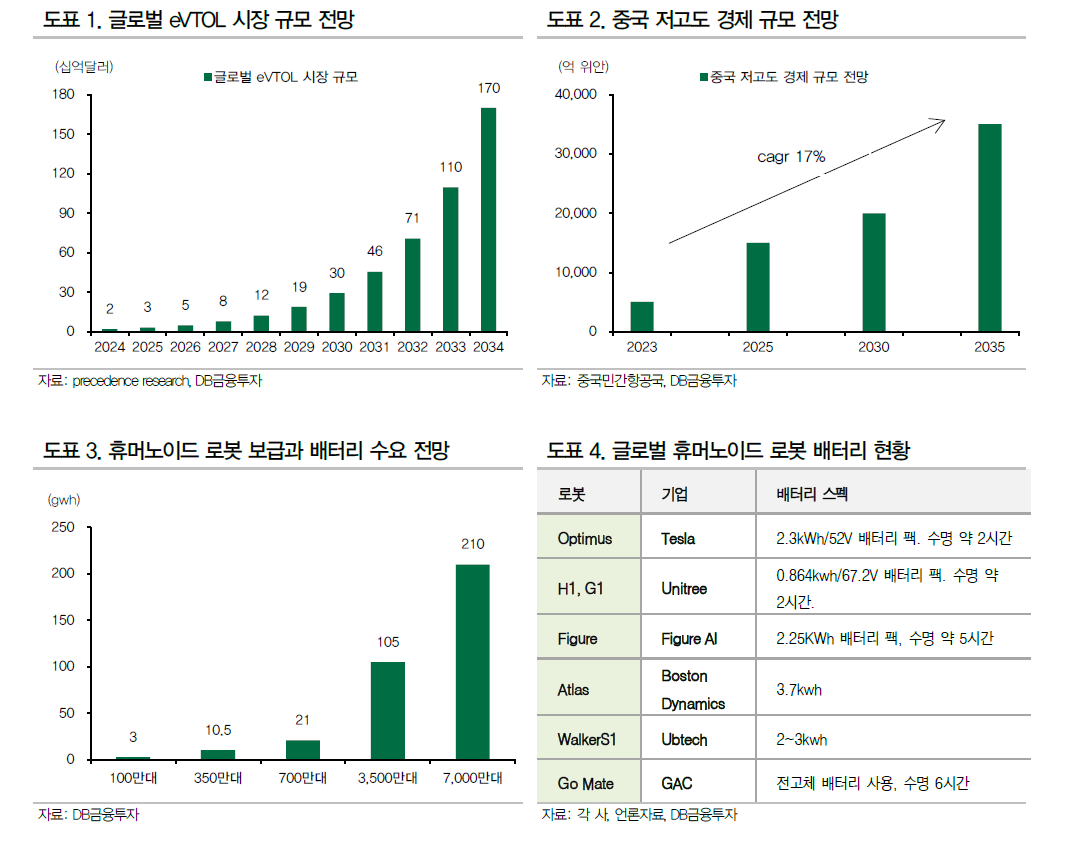 도표 1. 글로벌 eVTOL 시장 규모 전망
(십억달러)
글로벌 eVTOL 시장 규모
180
150
120
90
60
30
0
2
3
5
8
12
19
30
46
71
110
170
2024 2025 2026 2027 2028 2029 2030 2031 2032 2033 2034
자료: precedence research, DB금융투자
도표 2. 중국 저고도 경제 규모 전망
(억 위안)
중국 저고도 경제 규모 전망
40,000
30,000
20,000
10,000
0
cagr 17%
2023 2025 2030 2035
자료: 중국민간항공국, DB금융투자
도표 3. 휴머노이드 로봇 보급과 배터리 수요 전망
(gwh)
250
200
150
100
50
0
3
10.5
21
105
210
100만대 350만대 700만대 3,500만대 7,000만대
자료: DB금융투자
도표 4. 글로벌 휴머노이드 로봇 배터리 현황
로봇 기업 배터리 스펙
Optimus Tesla 2.3kWh/52V 배터리 팩. 수명 약 2시간
H1, G1 Unitree 0.864kwh/67.2V 배터리 팩. 수명 약
2시간.
Figure Figure AI 2.25KWh 배터리 팩, 수명 약 5시간
Atlas Boston
Dynamics 3.7kwh
WalkerS1 Ubtech 2~3kwh
Go Mate GAC 전고체 배터리 사용, 수명 6시간
자료: 각 사, 언론자료, DB금융투자